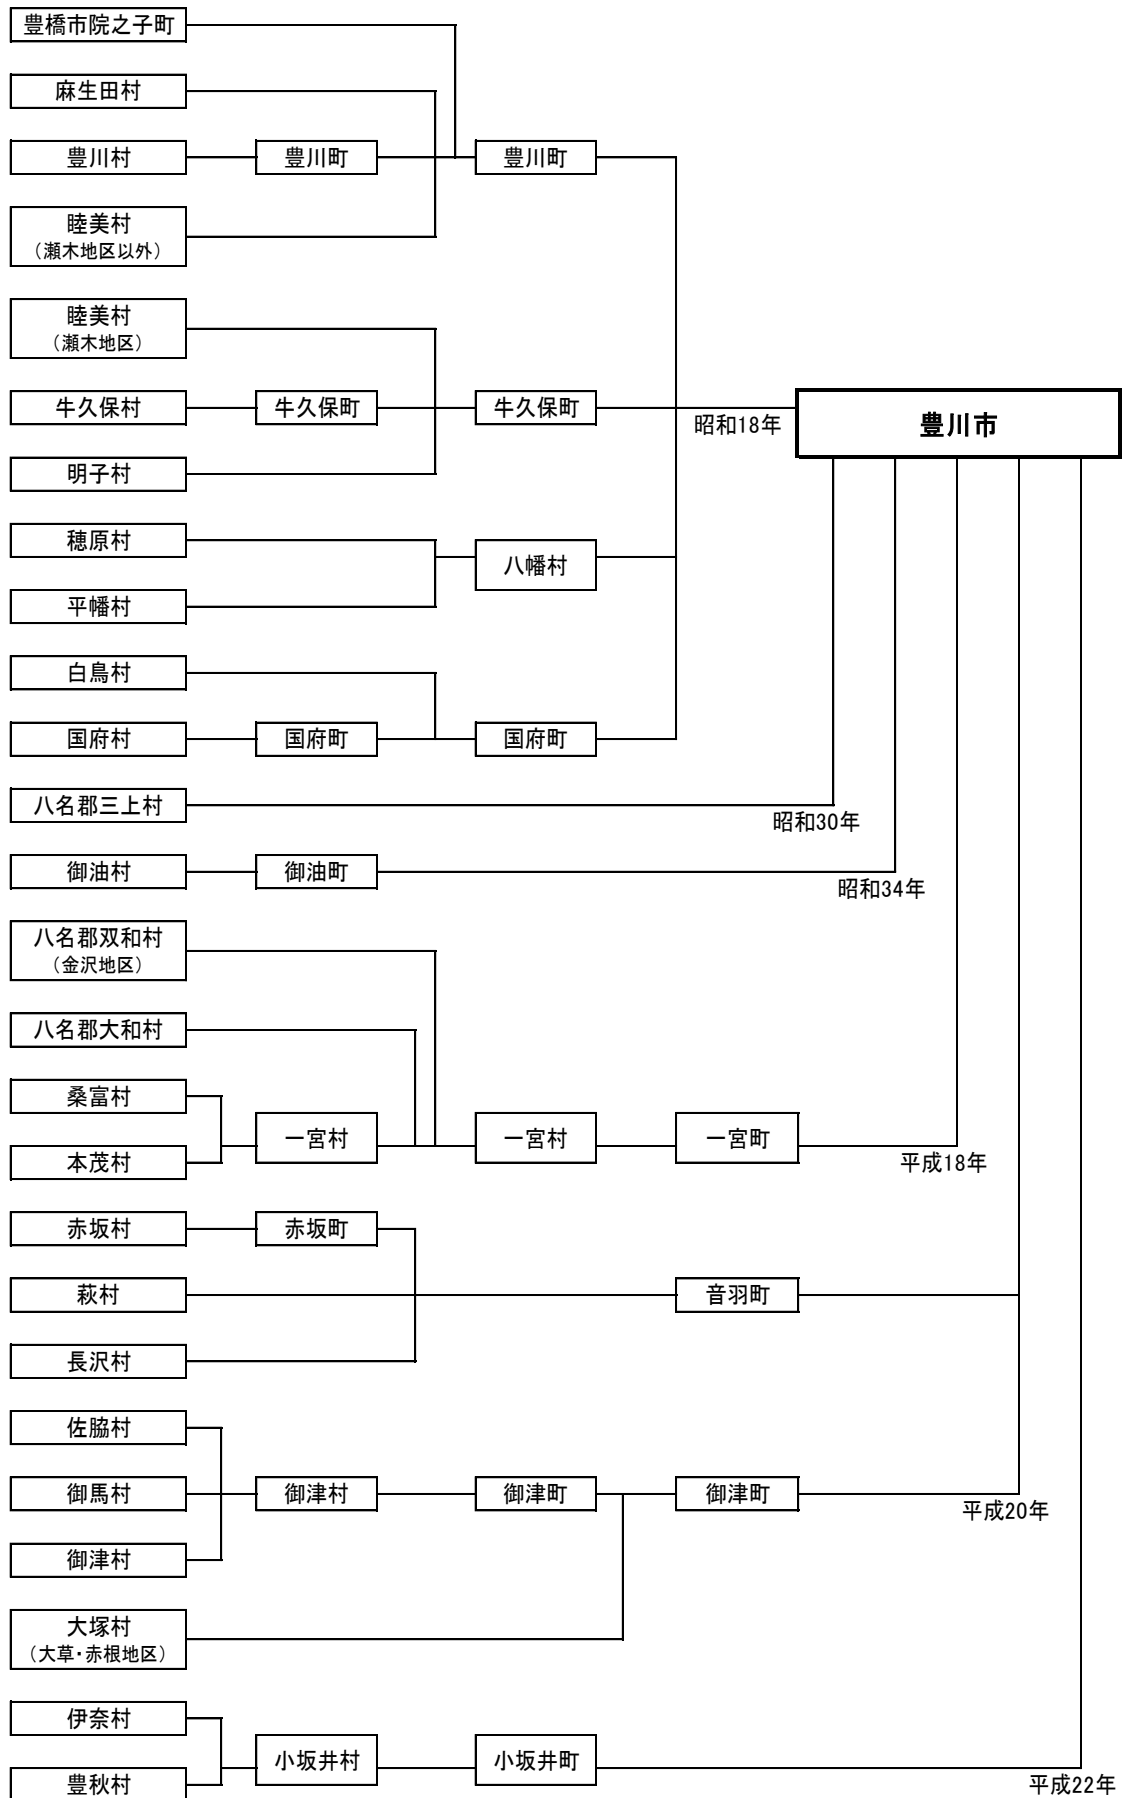 豊橋市院之子町
麻生田村
豊川村
豊川町
豊川町
睦美村
（瀬木地区以外）
睦美村
（瀬木地区）
牛久保村
牛久保町
牛久保町
昭和18年
豊川市
明子村
穂原村
八幡村
平幡村
白鳥村
国府村
国府町
国府町
八名郡三上村
昭和30年
御油村
御油町
昭和34年
八名郡双和村
（金沢地区）
八名郡大和村
桑富村
一宮村
一宮村
一宮町
本茂村
平成18年
赤坂村
赤坂町
萩村
音羽町
長沢村
佐脇村
御馬村
御津村
御津町
御津町
平成20年
御津村
大塚村
（大草・赤根地区）
伊奈村
小坂井村
小坂井町
豊秋村
平成22年